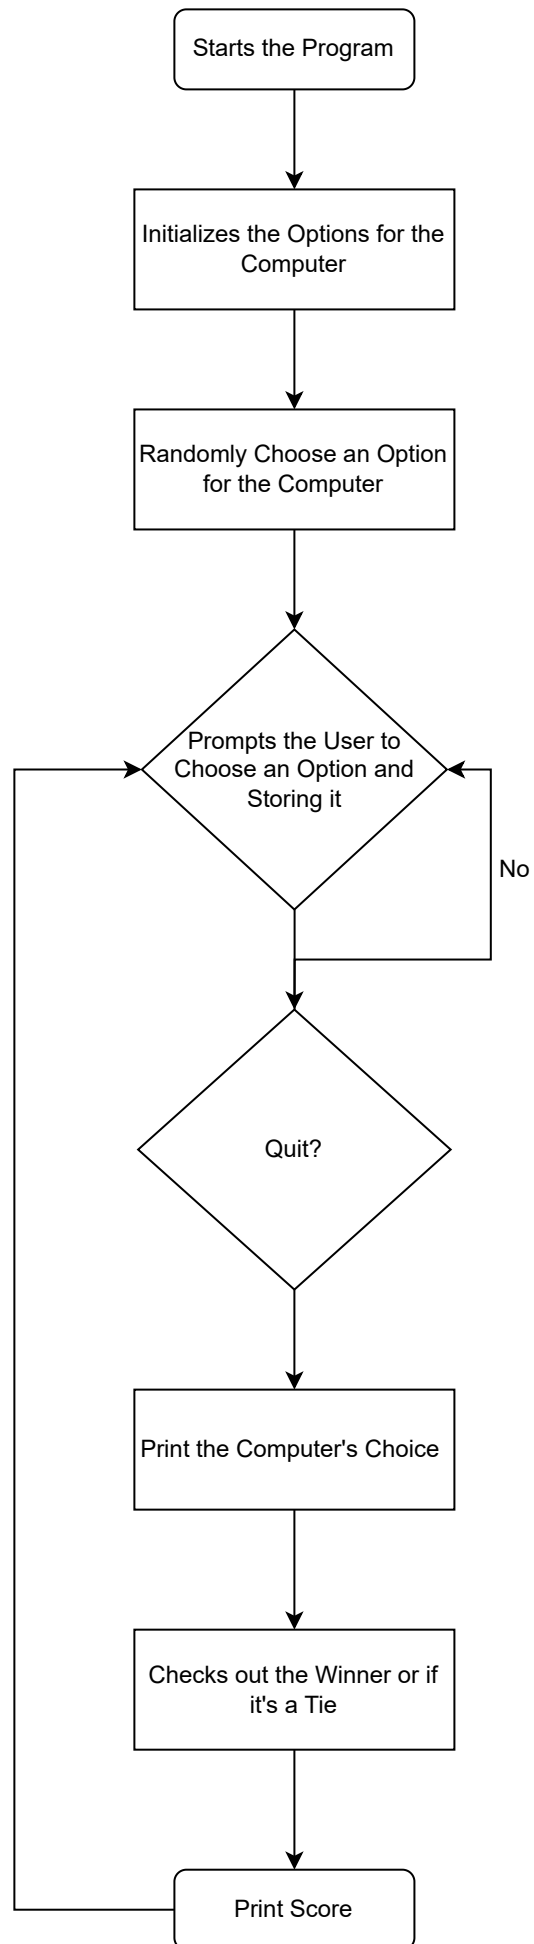 Starts the Program
Initializes the Options for the
Computer
Randomly Choose an Option
for the Computer
Prompts the User to
Choose an Option and
Storing it
No
Quit?
Print the Computer's Choice
Checks out the Winner or if
it's a Tie
Print Score